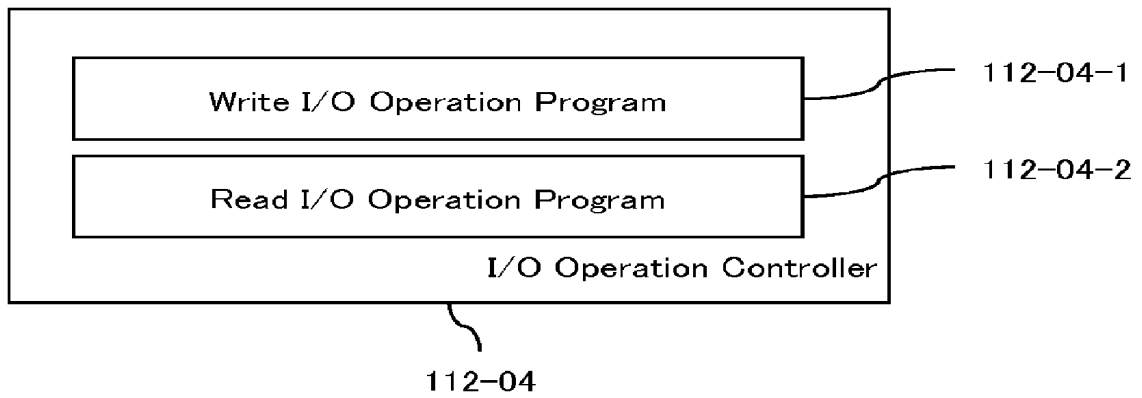 Write I/O Operation Program
112-04-1
Read I/O Operation Program
112-04-2
I/O Operation Controller
112-04